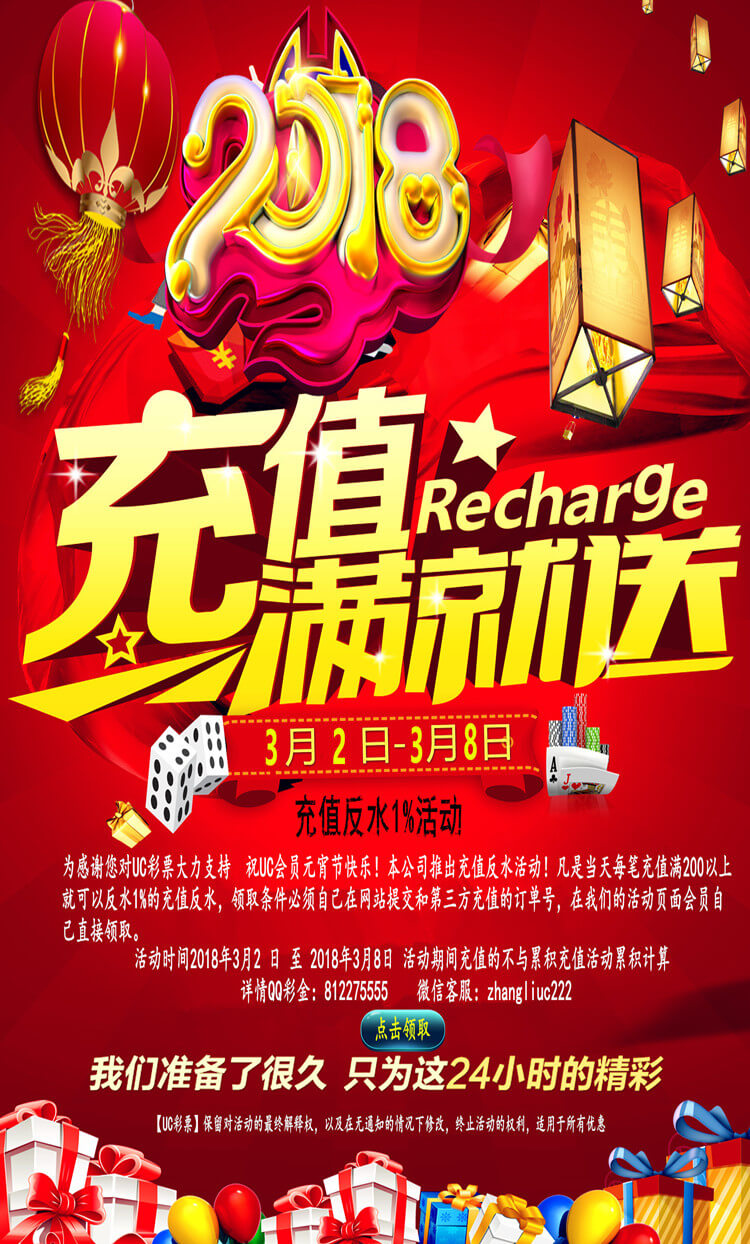 2018
充值
Recharge
满就送
3月2日-3月8日
充值反水1%活动
为感谢您对UC彩票大力支持 祝UC会员元宵节快乐！本公司推出充值反水活动！凡是当天每笔充值满200以上
就可以反水1%的充值反水，领取条件必须自己在网站提交和第三方充值的订单号，在我们的活动页面会员自
己直接领取。
活动时间2018年3月2 日 至 2018年3月8日 活动期间充值的不与累积充值活动累积计算
详情QQ彩金：812275555 微信客服：zhangliuc222
点击领取
我们准备了很久 只为这24小时的精彩
【UC彩票】保留对活动的最终解释权，以及在无通知的情况下修改，终止活动的权利，适用于所有优惠